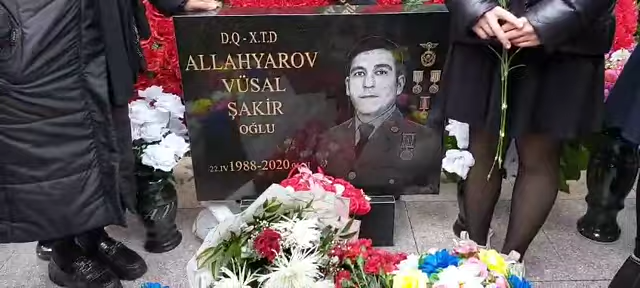 D.Q - X.T.D
ALLAHYAROV
VÜSAL
ŞAKİR
OĞLU
22.IV 1988-2020